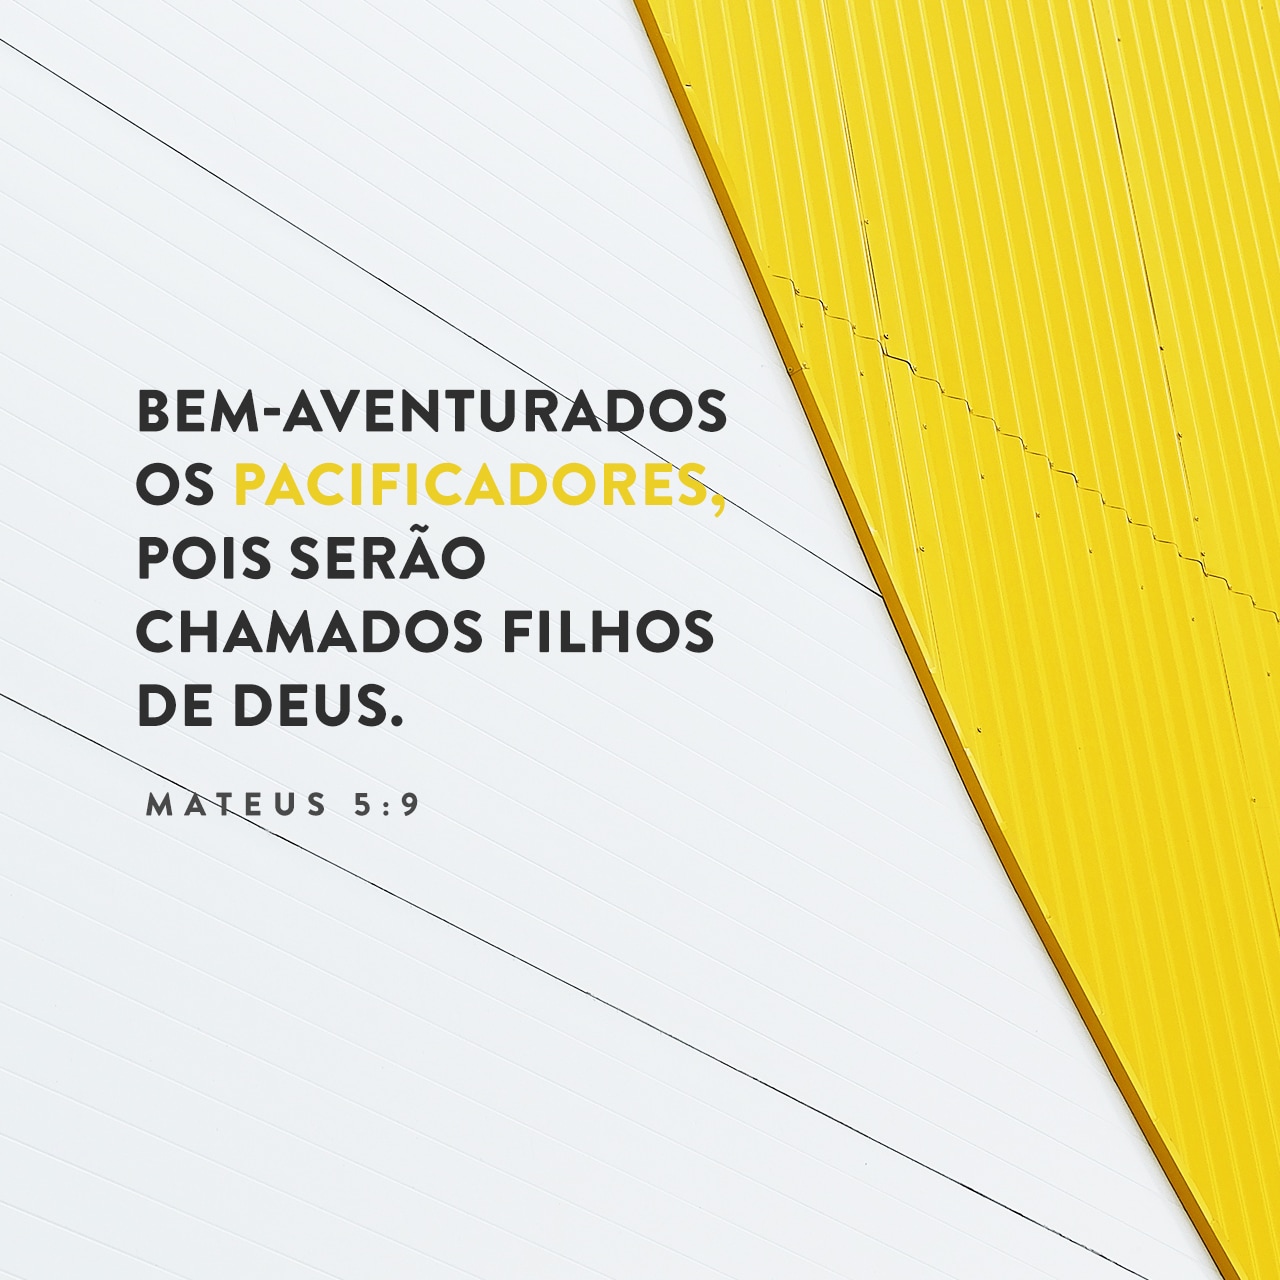 BEM-AVENTURADOS
OS PACIFICADORES,
POIS SERÃO
CHAMADOS FILHOS
DE DEUS.
MATEUS 5:9